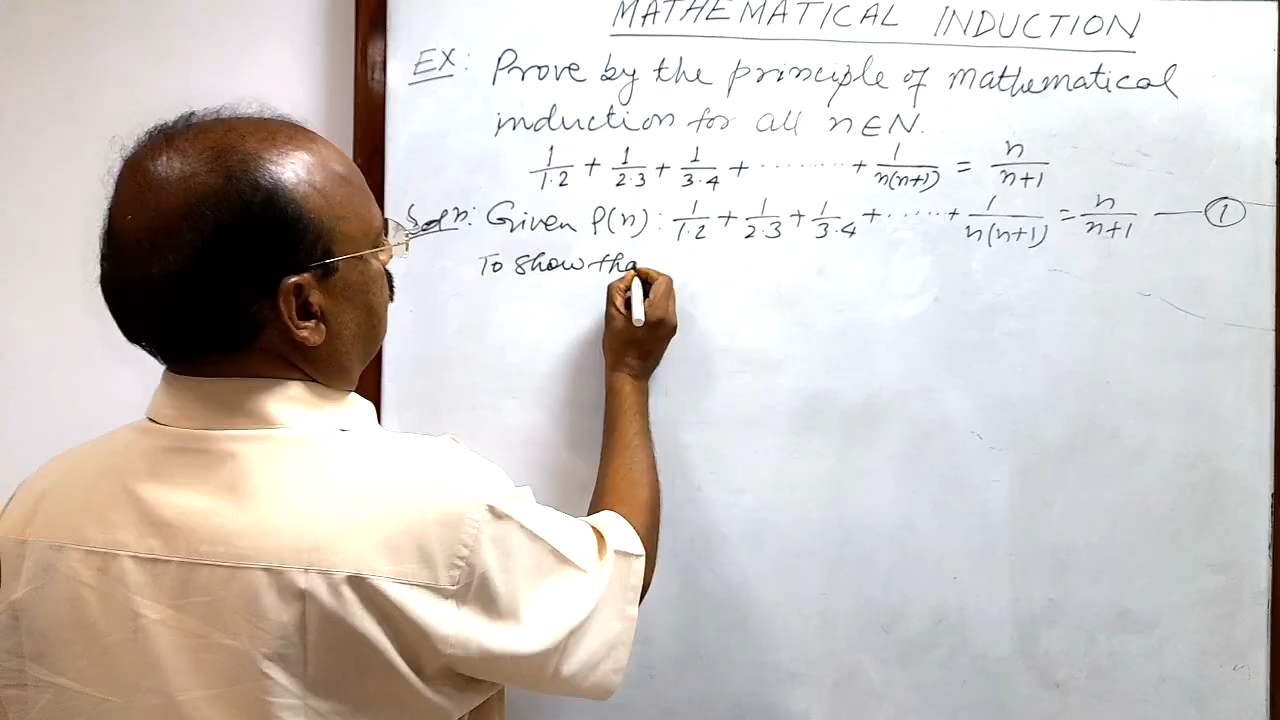 MATHEMATICAL INDUCTION
EX: Prove by the principle of mathematical
induction for all n∈N.
1/1·2 + 1/2·3 + 1/3·4 + ········ + 1/n(n+1) = n/n+1
Soln: Given P(n): 1/1·2 + 1/2·3 + 1/3·4 + ······ + 1/n(n+1) = n/n+1 — ①
To show tha